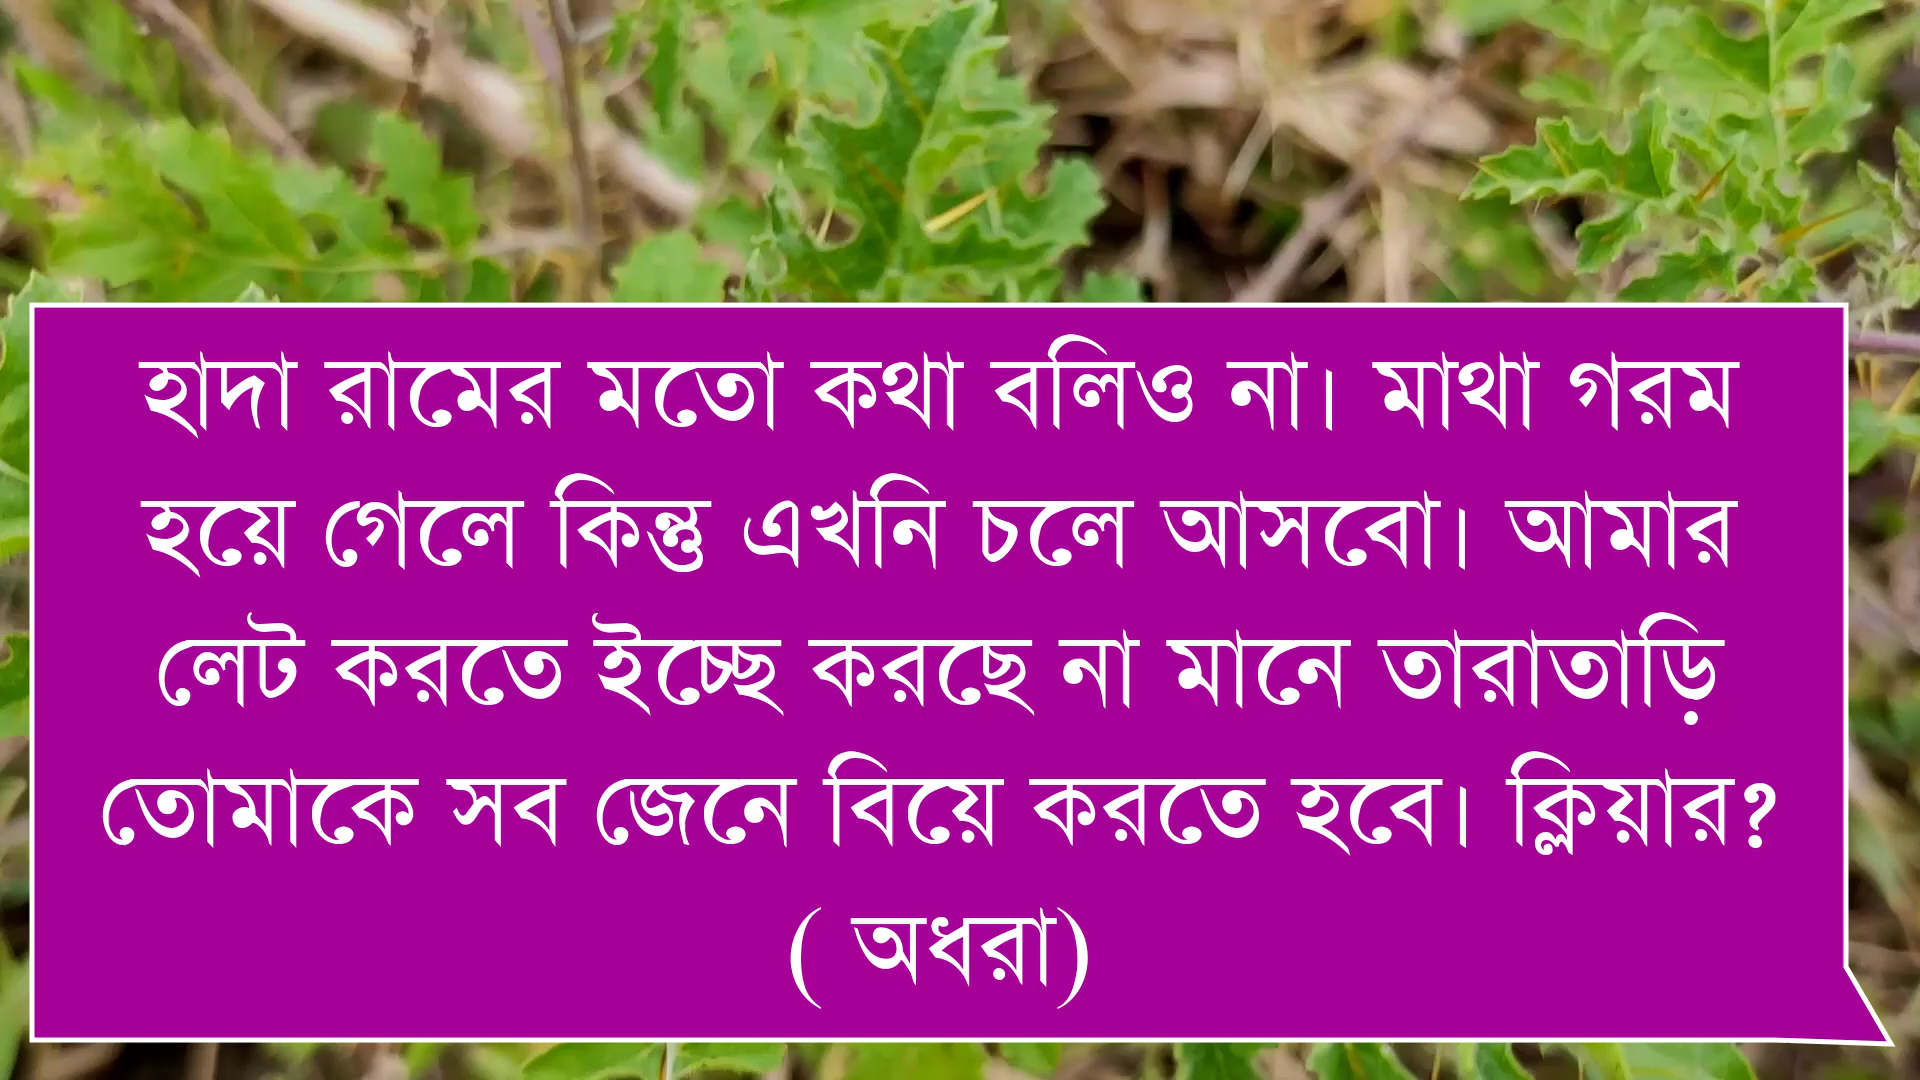 হাদা রামের মতো কথা বলিও না। মাথা গরম
হয়ে গেলে কিন্তু এখনি চলে আসবো। আমার
লেট করতে ইচ্ছে করছে না মানে তারাতাড়ি
তোমাকে সব জেনে বিয়ে করতে হবে। ক্লিয়ার?
( অধরা)